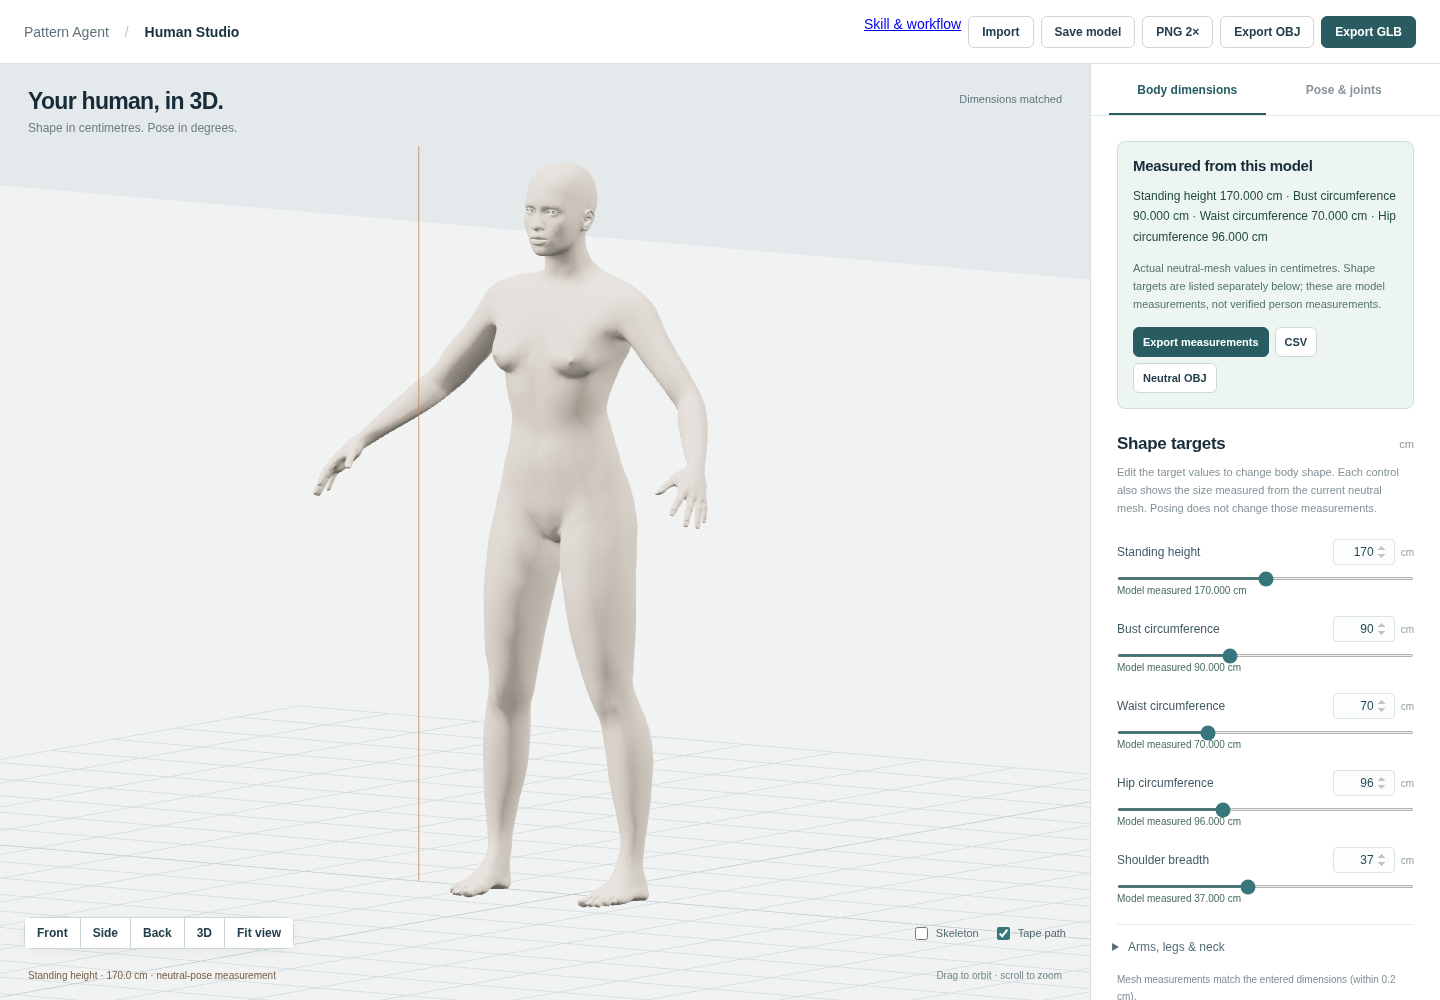 Pattern Agent / Human Studio
Skill & workflow
Import
Save model
PNG 2×
Export OBJ
Export GLB
Your human, in 3D.
Shape in centimetres. Pose in degrees.
Dimensions matched
Body dimensions
Pose & joints
Measured from this model
Standing height 170.000 cm · Bust circumference
90.000 cm · Waist circumference 70.000 cm · Hip
circumference 96.000 cm
Actual neutral-mesh values in centimetres. Shape
targets are listed separately below; these are model
measurements, not verified person measurements.
Export measurements
CSV
Neutral OBJ
Shape targets
cm
Edit the target values to change body shape. Each control
also shows the size measured from the current neutral
mesh. Posing does not change those measurements.
Standing height 170 cm
Model measured 170.000 cm
Bust circumference 90 cm
Model measured 90.000 cm
Waist circumference 70 cm
Model measured 70.000 cm
Hip circumference 96 cm
Model measured 96.000 cm
Shoulder breadth 37 cm
Model measured 37.000 cm
Arms, legs & neck
Mesh measurements match the entered dimensions (within 0.2
cm).
Front
Side
Back
3D
Fit view
Skeleton
Tape path
Standing height · 170.0 cm · neutral-pose measurement
Drag to orbit · scroll to zoom